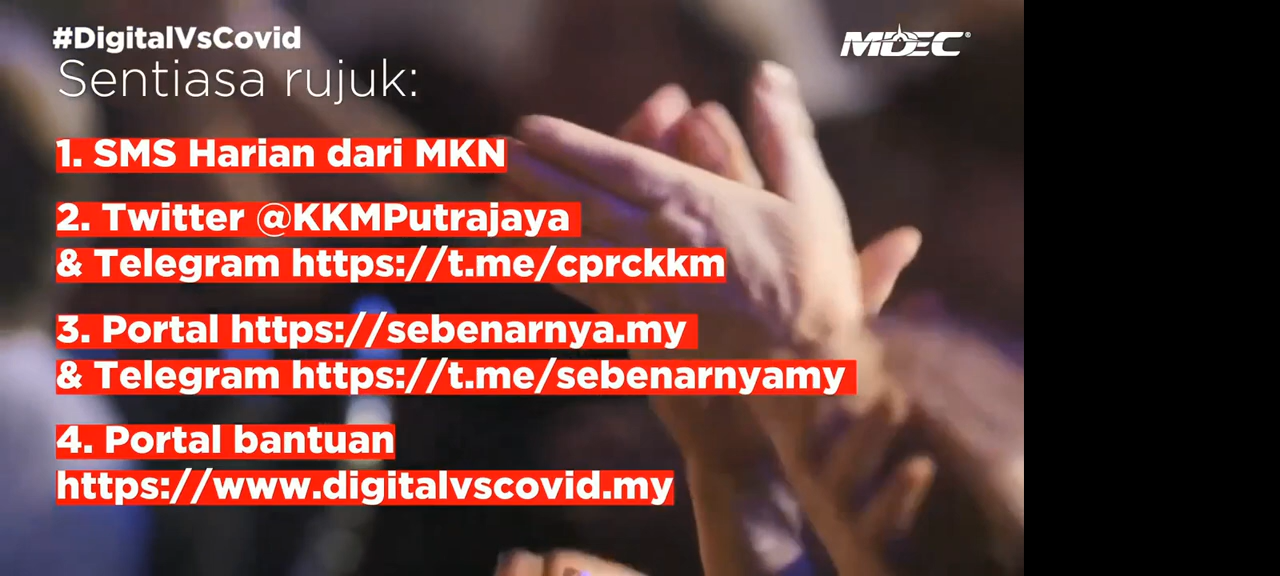 #DigitalVsCovid
MDEC®
Sentiasa rujuk:
1. SMS Harian dari MKN
2. Twitter @KKMPutrajaya
& Telegram https://t.me/cprckkm
3. Portal https://sebenarnya.my
& Telegram https://t.me/sebenarnyamy
4. Portal bantuan
https://www.digitalvscovid.my